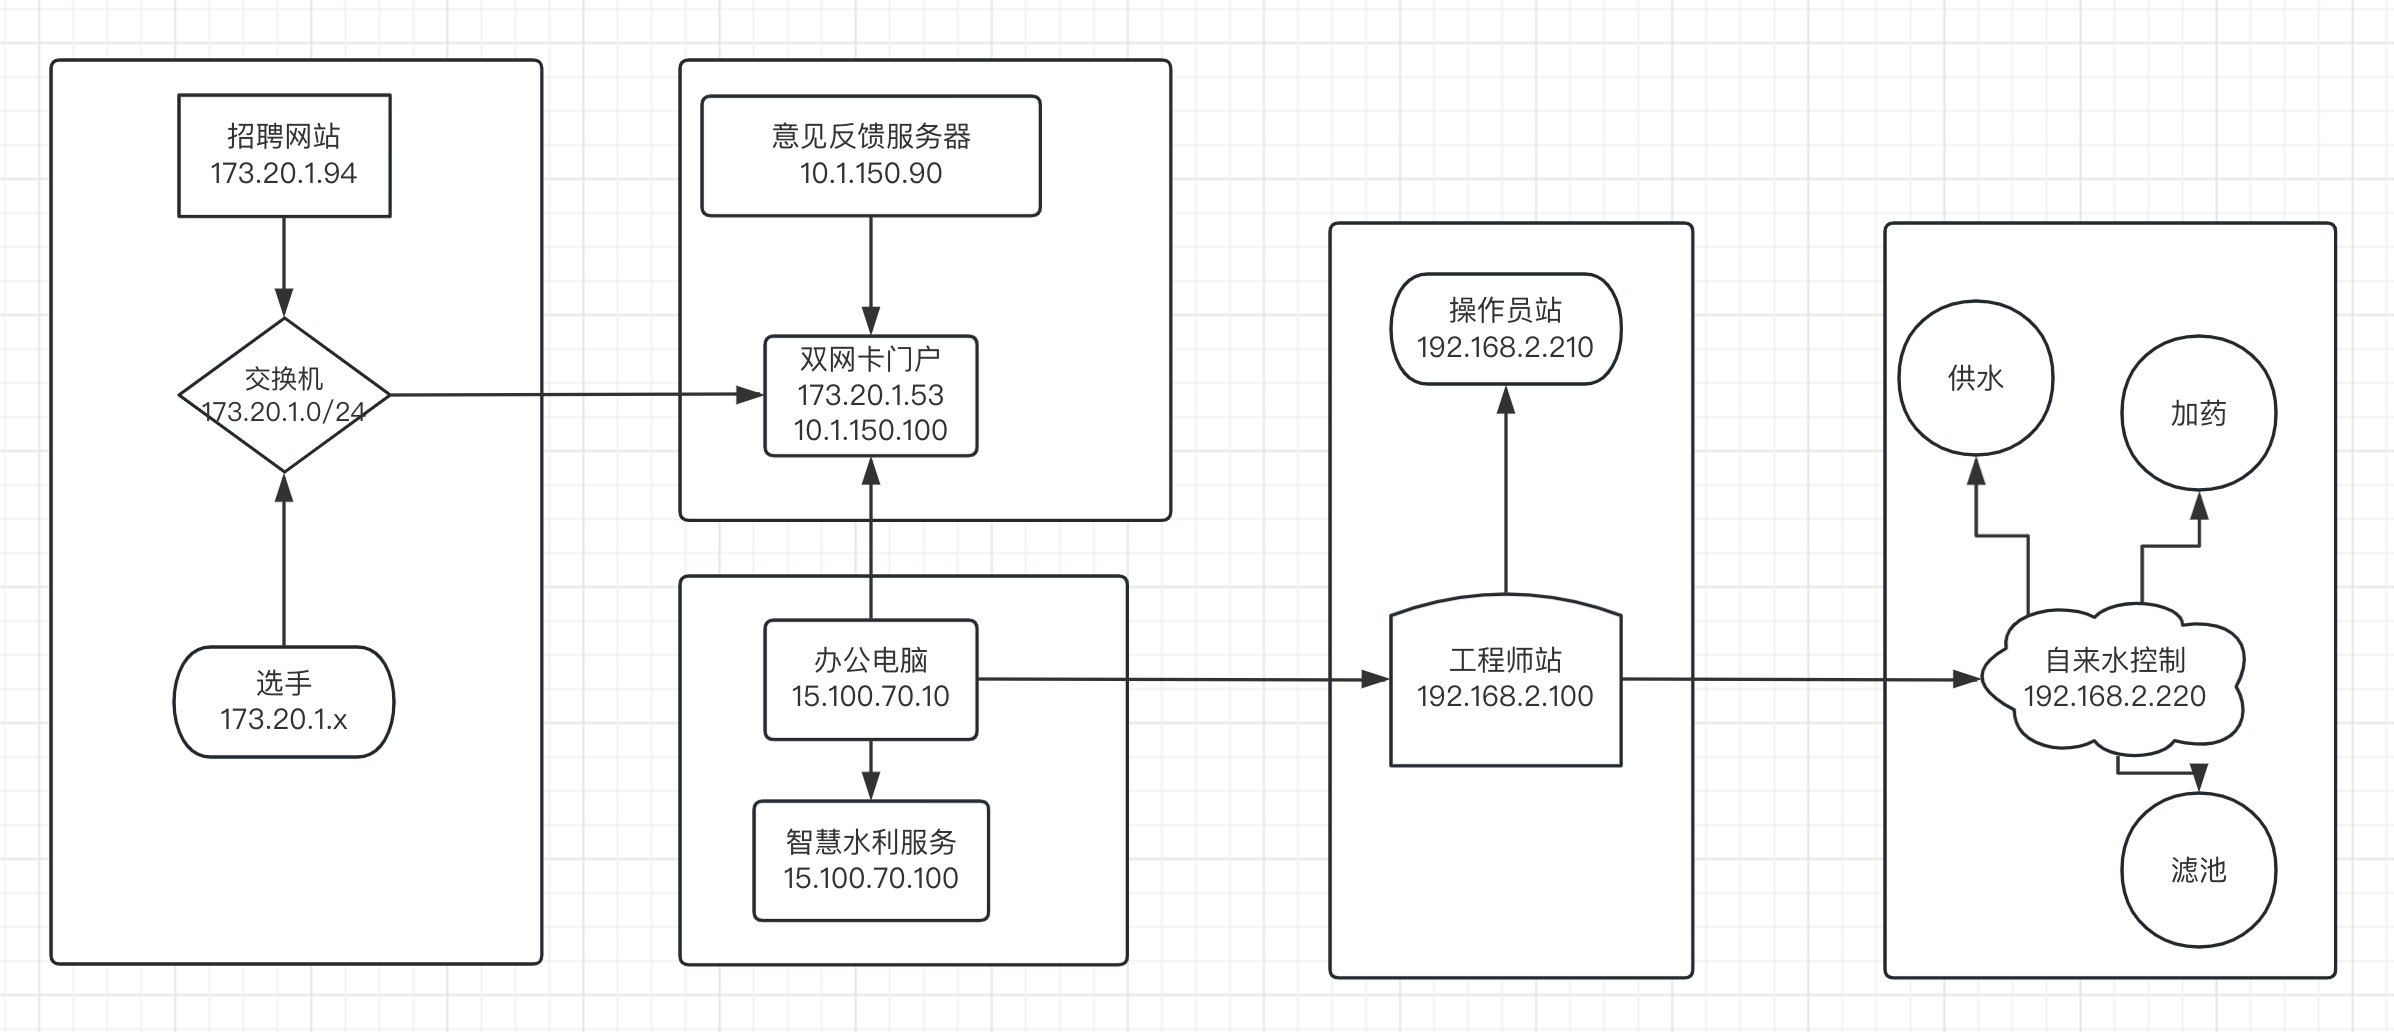 招聘网站
173.20.1.94
交换机
173.20.1.0/24
选手
173.20.1.x
意见反馈服务器
10.1.150.90
双网卡门户
173.20.1.53
10.1.150.100
办公电脑
15.100.70.10
智慧水利服务
15.100.70.100
操作员站
192.168.2.210
工程师站
192.168.2.100
供水
加药
自来水控制
192.168.2.220
滤池